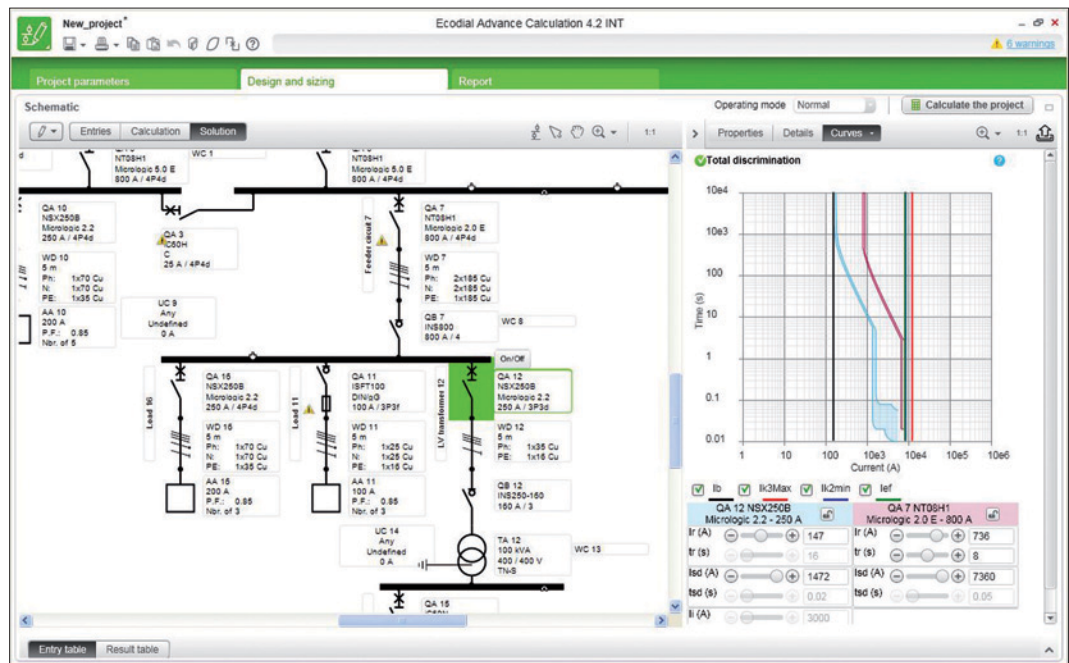 New_project*
Ecodial Advance Calculation 4.2 INT
6 warnings
Project parameters
Design and sizing
Report
Schematic
Operating mode Normal
Calculate the project
Entries Calculation Solution
1:1
Properties Details Curves
1:1
NT08H1
Micrologic 5.0 E
800 A / 4P4d
WC 1
NT08H1
Micrologic 5.0 E
800 A / 4P4d
QA 10
NSX250B
Micrologic 2.2
250 A / 4P4d
QA 3
iC60H
C
25 A / 4P4d
Feeder circuit 7
QA 7
NT08H1
Micrologic 2.0 E
800 A / 4P4d
WD 10
5 m
Ph: 1x70 Cu
N: 1x70 Cu
PE: 1x35 Cu
WD 7
5 m
Ph: 2x185 Cu
N: 2x185 Cu
PE: 1x185 Cu
AA 10
200 A
P.F.: 0.85
Nbr. of 5
UC 9
Any
Undefined
0 A
QB 7
INS800
800 A / 4
WC 8
On/Off
Load 16
QA 16
NSX250B
Micrologic 2.2
250 A / 4P4d
Load 11
QA 11
ISFT100
DIN/gG
100 A / 3P3f
LV transformer 12
QA 12
NSX250B
Micrologic 2.2
250 A / 3P3d
WD 16
5 m
Ph: 1x70 Cu
N: 1x70 Cu
PE: 1x35 Cu
WD 11
5 m
Ph: 1x25 Cu
N: 1x25 Cu
PE: 1x16 Cu
WD 12
5 m
Ph: 1x35 Cu
PE: 1x16 Cu
AA 16
200 A
P.F.: 0.85
Nbr. of 3
AA 11
100 A
P.F.: 0.85
Nbr. of 3
QB 12
INS250-160
160 A / 3
UC 14
Any
Undefined
0 A
TA 12
100 kVA
400 / 400 V
TN-S
WC 13
QA 15
Total discrimination
10e4
10e3
100
10
1
0.1
0.01
Time (s)
1 10 100 10e3 10e4 10e5 10e6
Current (A)
Ib Ik3Max Ik2min Ief
QA 12 NSX250B
Micrologic 2.2 - 250 A
QA 7 NT08H1
Micrologic 2.0 E - 800 A
Ir (A) 147
Ir (A) 736
tr (s) 16
tr (s) 8
Isd (A) 1472
Isd (A) 7360
tsd (s) 0.02
tsd (s) 0.05
Ii (A) 3000
Entry table Result table